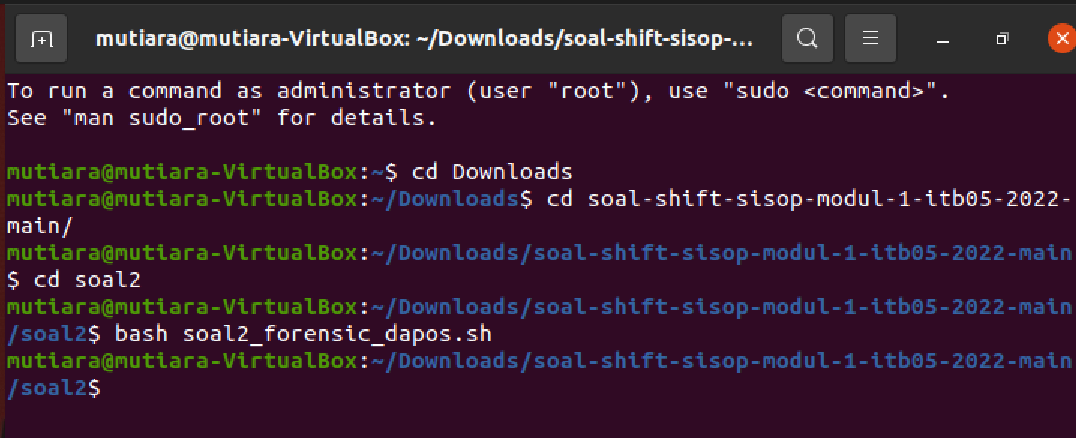 mutiara@mutiara-VirtualBox: ~/Downloads/soal-shift-sisop-...
To run a command as administrator (user "root"), use "sudo <command>".
See "man sudo_root" for details.
mutiara@mutiara-VirtualBox:~$ cd Downloads
mutiara@mutiara-VirtualBox:~/Downloads$ cd soal-shift-sisop-modul-1-itb05-2022-
main/
mutiara@mutiara-VirtualBox:~/Downloads/soal-shift-sisop-modul-1-itb05-2022-main
$ cd soal2
mutiara@mutiara-VirtualBox:~/Downloads/soal-shift-sisop-modul-1-itb05-2022-main
/soal2$ bash soal2_forensic_dapos.sh
mutiara@mutiara-VirtualBox:~/Downloads/soal-shift-sisop-modul-1-itb05-2022-main
/soal2$